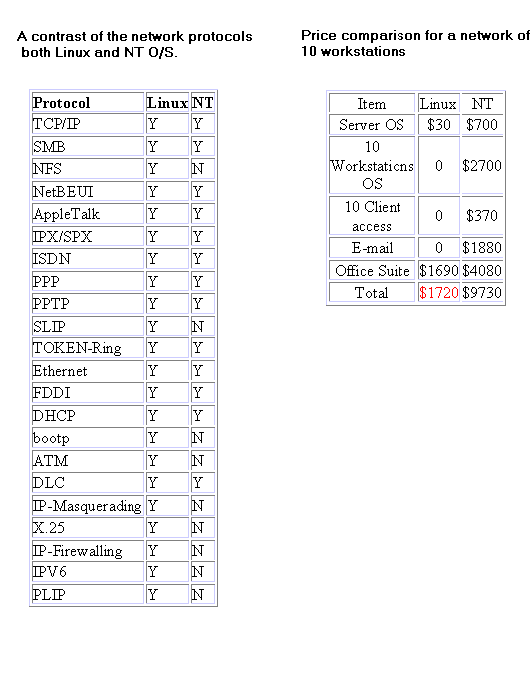 A contrast of the network protocols
both Linux and NT O/S.
Protocol Linux NT
TCP/IP Y Y
SMB Y Y
NFS Y N
NetBEUI Y Y
AppleTalk Y Y
IPX/SPX Y Y
ISDN Y Y
PPP Y Y
PPTP Y Y
SLIP Y N
TOKEN-Ring Y Y
Ethernet Y Y
FDDI Y Y
DHCP Y Y
bootp Y N
ATM Y N
DLC Y Y
IP-Masquerading Y N
X.25 Y N
IP-Firewalling Y N
IPV6 Y N
PLIP Y N
Price comparison for a network of
10 workstations
Item Linux NT
Server OS $30 $700
10
Workstations 0 $2700
OS
10 Client
access 0 $370
E-mail 0 $1880
Office Suite $1690 $4080
Total $1720 $9730